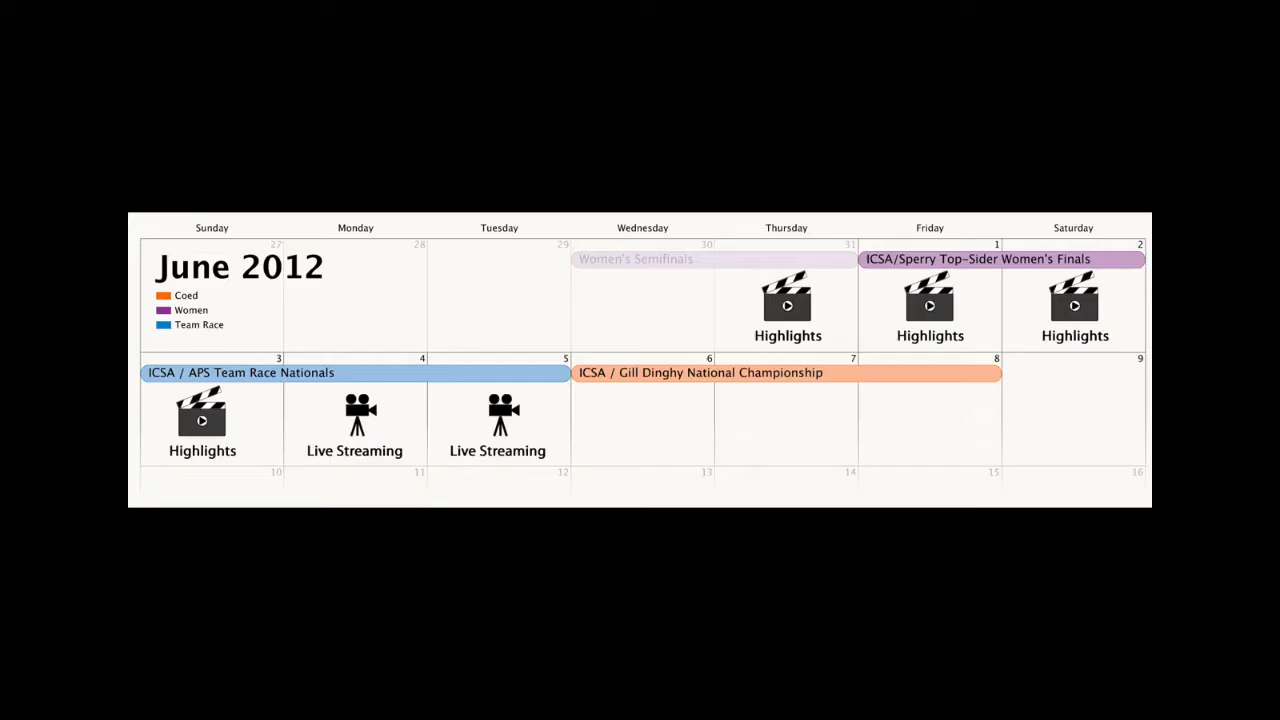 Sunday Monday Tuesday Wednesday Thursday Friday Saturday
27 28 29 30 31 1 2
June 2012
Women's Semifinals
ICSA/Sperry Top-Sider Women's Finals
Coed
Women
Team Race
Highlights Highlights Highlights
3 4 5 6 7 8 9
ICSA / APS Team Race Nationals
ICSA / Gill Dinghy National Championship
Highlights Live Streaming Live Streaming
10 11 12 13 14 15 16